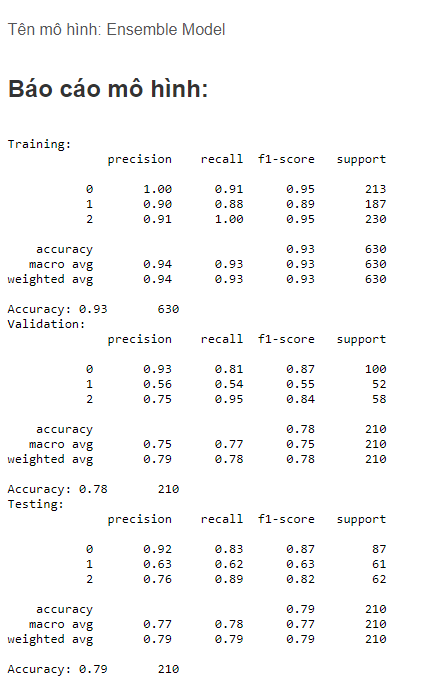 Tên mô hình: Ensemble Model
Báo cáo mô hình:
Training:
precision recall f1-score support
0 1.00 0.91 0.95 213
1 0.90 0.88 0.89 187
2 0.91 1.00 0.95 230
accuracy 0.93 630
macro avg 0.94 0.93 0.93 630
weighted avg 0.94 0.93 0.93 630
Accuracy: 0.93 630
Validation:
precision recall f1-score support
0 0.93 0.81 0.87 100
1 0.56 0.54 0.55 52
2 0.75 0.95 0.84 58
accuracy 0.78 210
macro avg 0.75 0.77 0.75 210
weighted avg 0.79 0.78 0.78 210
Accuracy: 0.78 210
Testing:
precision recall f1-score support
0 0.92 0.83 0.87 87
1 0.63 0.62 0.63 61
2 0.76 0.89 0.82 62
accuracy 0.79 210
macro avg 0.77 0.78 0.77 210
weighted avg 0.79 0.79 0.79 210
Accuracy: 0.79 210